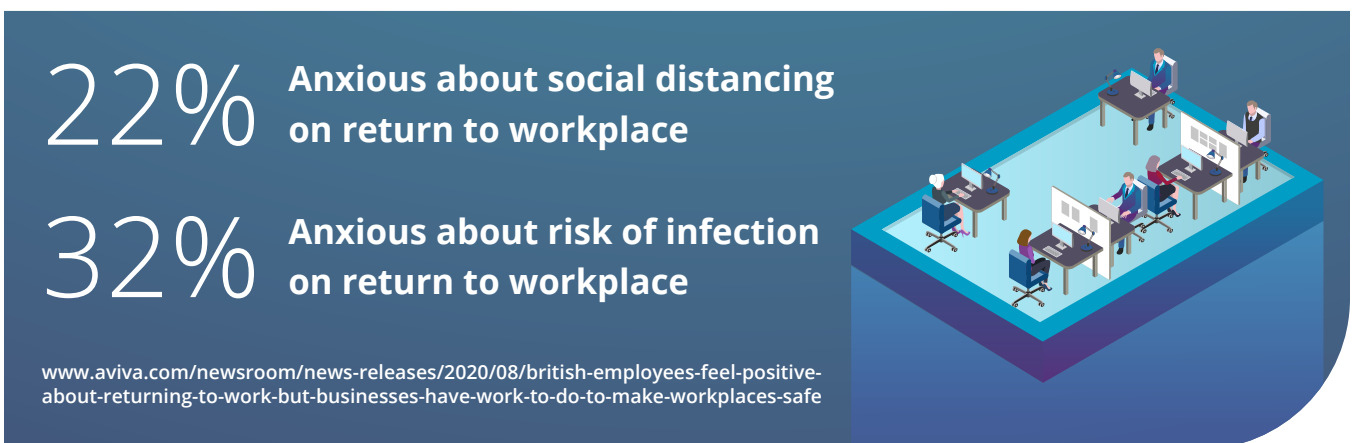 22%
Anxious about social distancing
on return to workplace
32%
Anxious about risk of infection
on return to workplace
www.aviva.com/newsroom/news-releases/2020/08/british-employees-feel-positive-
about-returning-to-work-but-businesses-have-work-to-do-to-make-workplaces-safe